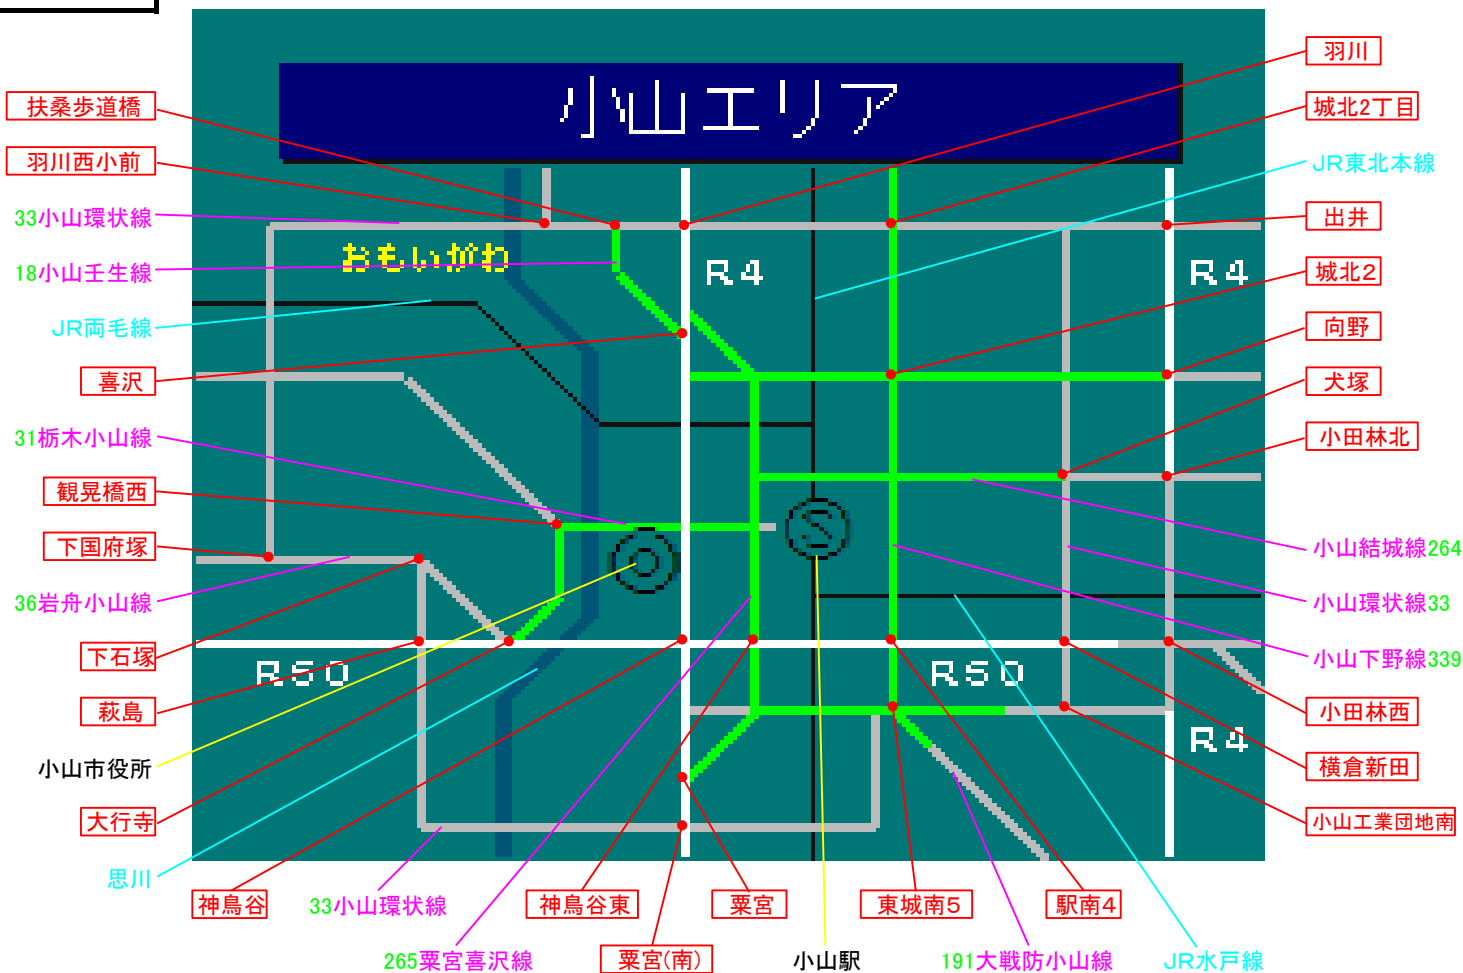 小山エリア
羽川
扶桑歩道橋
城北2丁目
羽川西小前
JR東北本線
33小山環状線
出井
おもいがわ
18小山壬生線
R4
R4
城北2
JR両毛線
向野
喜沢
犬塚
31栃木小山線
小田林北
観晃橋西
S
下国府塚
小山結城線264
36岩舟小山線
小山環状線33
下石塚
小山下野線339
R50
R50
萩島
小田林西
R4
小山市役所
横倉新田
大行寺
小山工業団地南
思川
神鳥谷
33小山環状線
神鳥谷東
粟宮
東城南5
駅南4
265粟宮喜沢線
粟宮(南)
小山駅
191大戦防小山線
JR水戸線